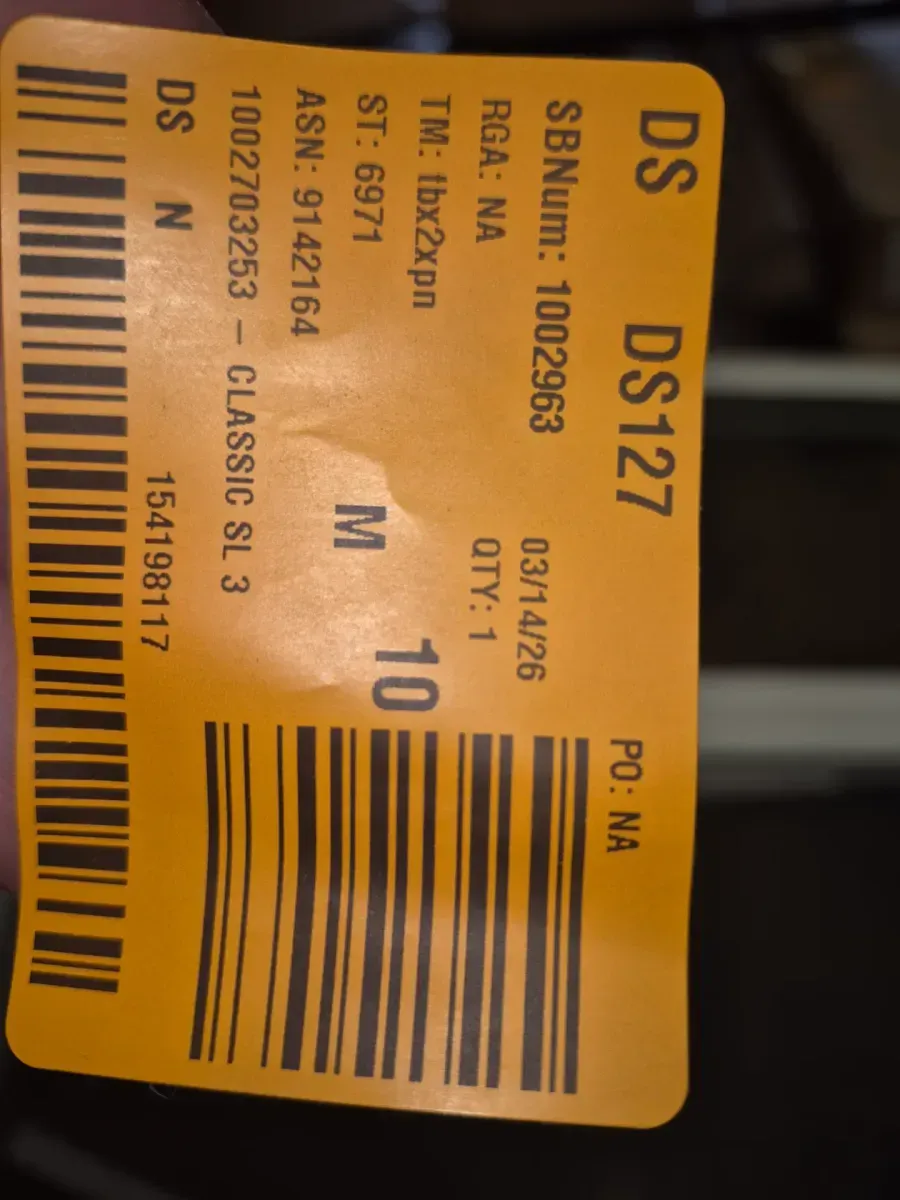 DS DS127
PO: NA
SBNum: 1002963 03/14/26
RGA: NA QTY: 1
TM: tbx2xpn
ST: 6971 M 10
ASN: 9142164
1002703253 – CLASSIC SL 3
DS N 154198117